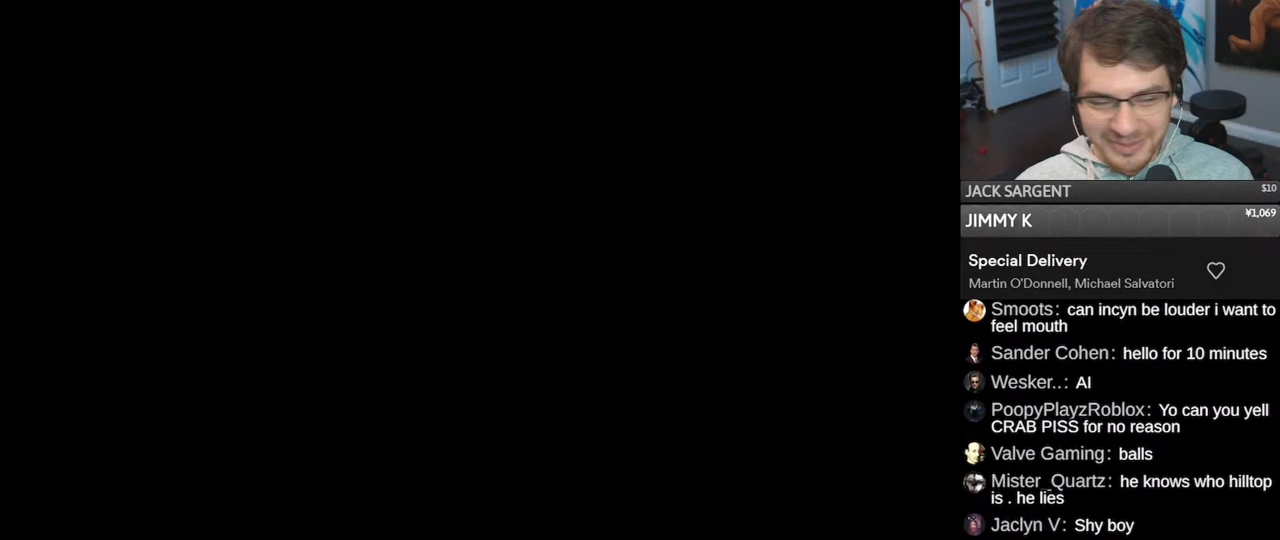 JACK SARGENT $10
JIMMY K ¥1,069
Special Delivery
Martin O'Donnell, Michael Salvatori
Smoots: can incyn be louder i want to
feel mouth
Sander Cohen: hello for 10 minutes
Wesker..: AI
PoopyPlayzRoblox: Yo can you yell
CRAB PISS for no reason
Valve Gaming: balls
Mister_Quartz: he knows who hilltop
is . he lies
Jaclyn V: Shy boy